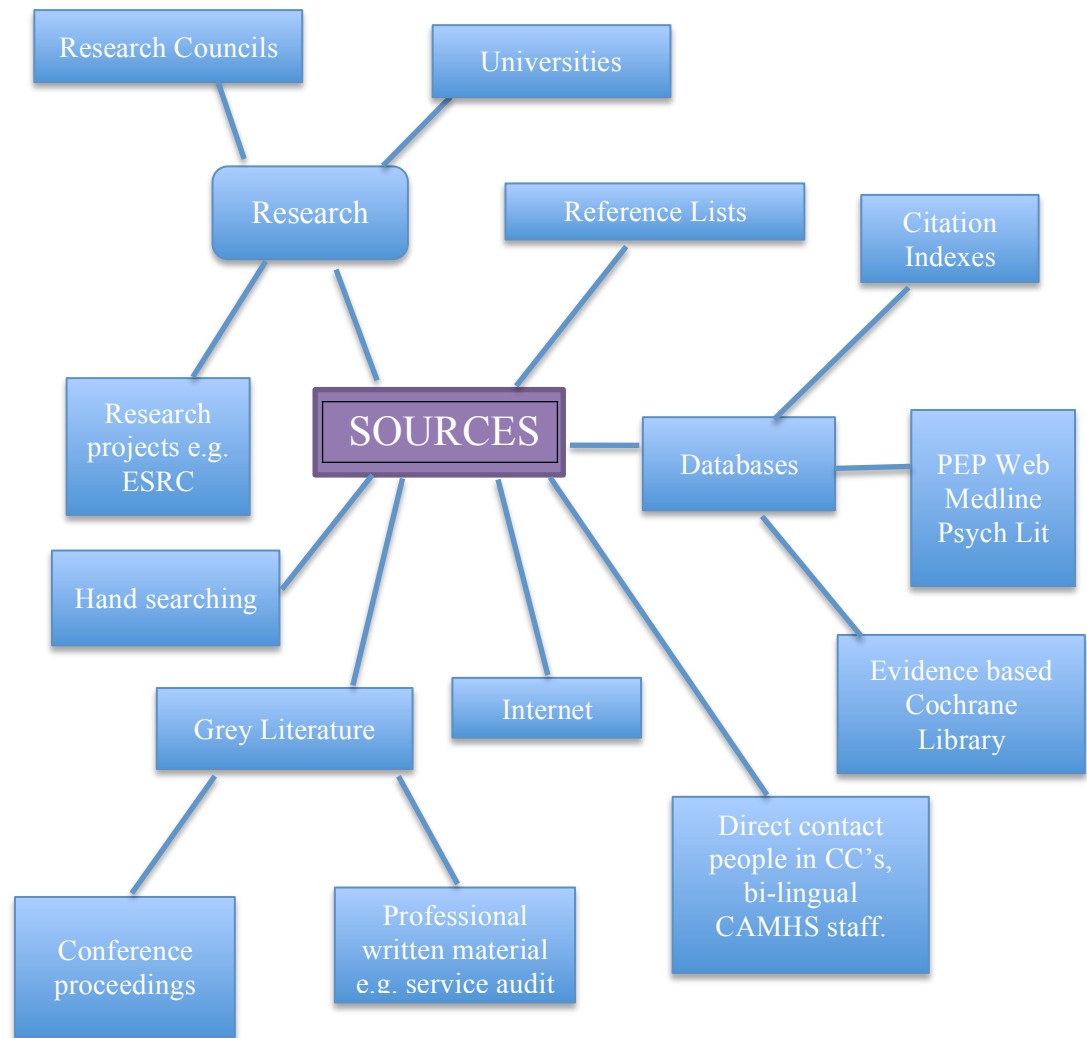 Research Councils
Universities
Research
Reference Lists
Citation
Indexes
SOURCES
Research
projects e.g.
ESRC
Databases
PEP Web
Medline
Psych Lit
Hand searching
Evidence based
Cochrane
Library
Grey Literature
Internet
Direct contact
people in CC’s,
bi-lingual
CAMHS staff.
Conference
proceedings
Professional
written material
e.g. service audit